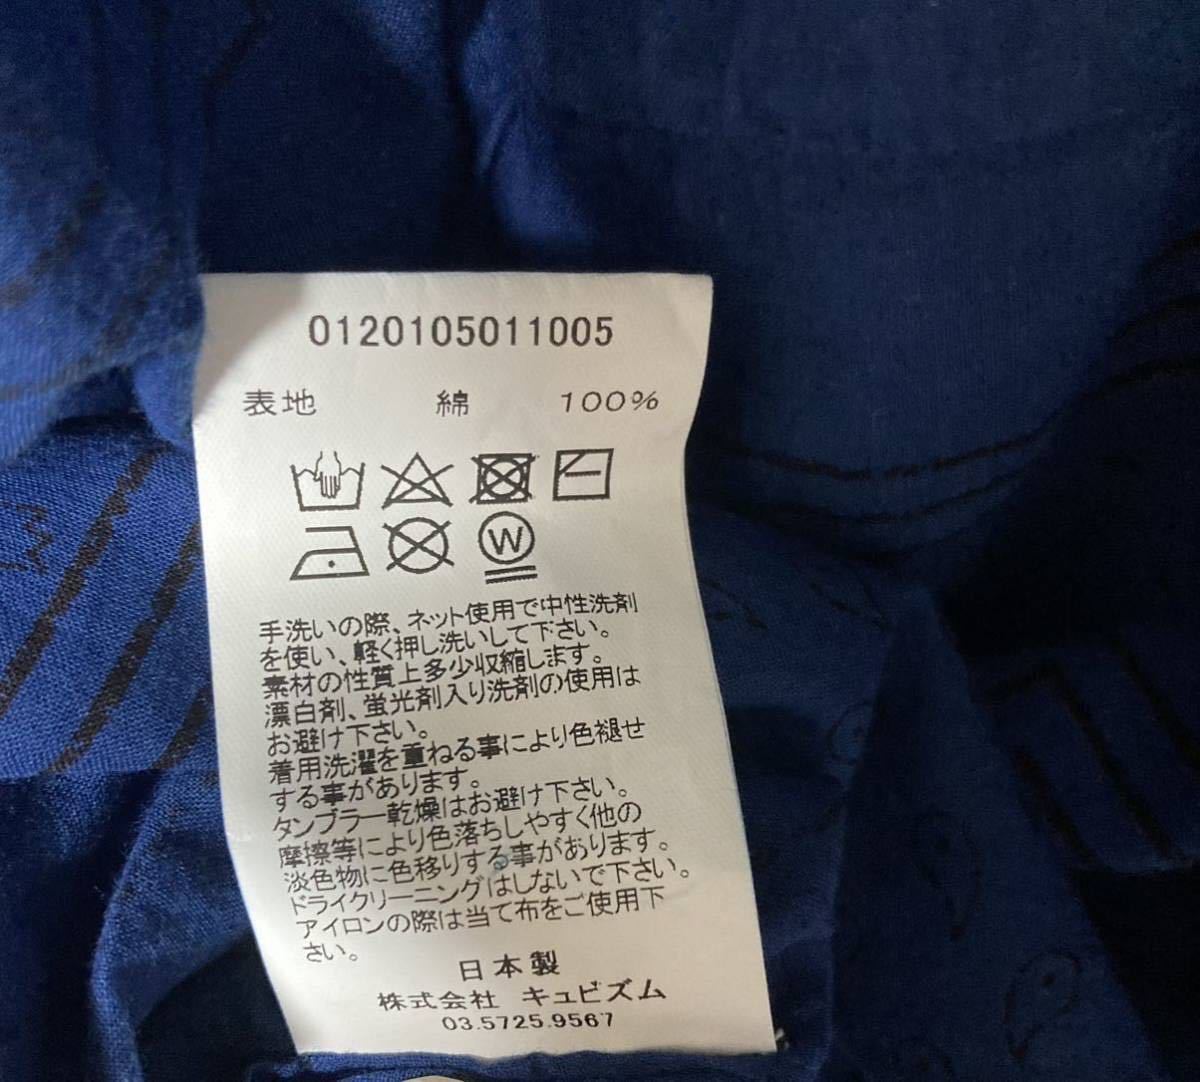 0120105011005
表地 綿 100%
W
手洗いの際、ネット使用で中性洗剤
を使い、軽く押し洗いして下さい。
素材の性質上多少収縮します。
漂白剤、蛍光剤入り洗剤の使用は
お避け下さい。
着用洗濯を重ねる事により色褪せ
する事があります。
タンブラー乾燥はお避け下さい。
摩擦等により色落ちしやすく他の
淡色物に色移りする事があります。
ドライクリーニングはしないで下さい。
アイロンの際は当て布をご使用下
さい。
日本製
株式会社 キュビズム
03.5725.9567